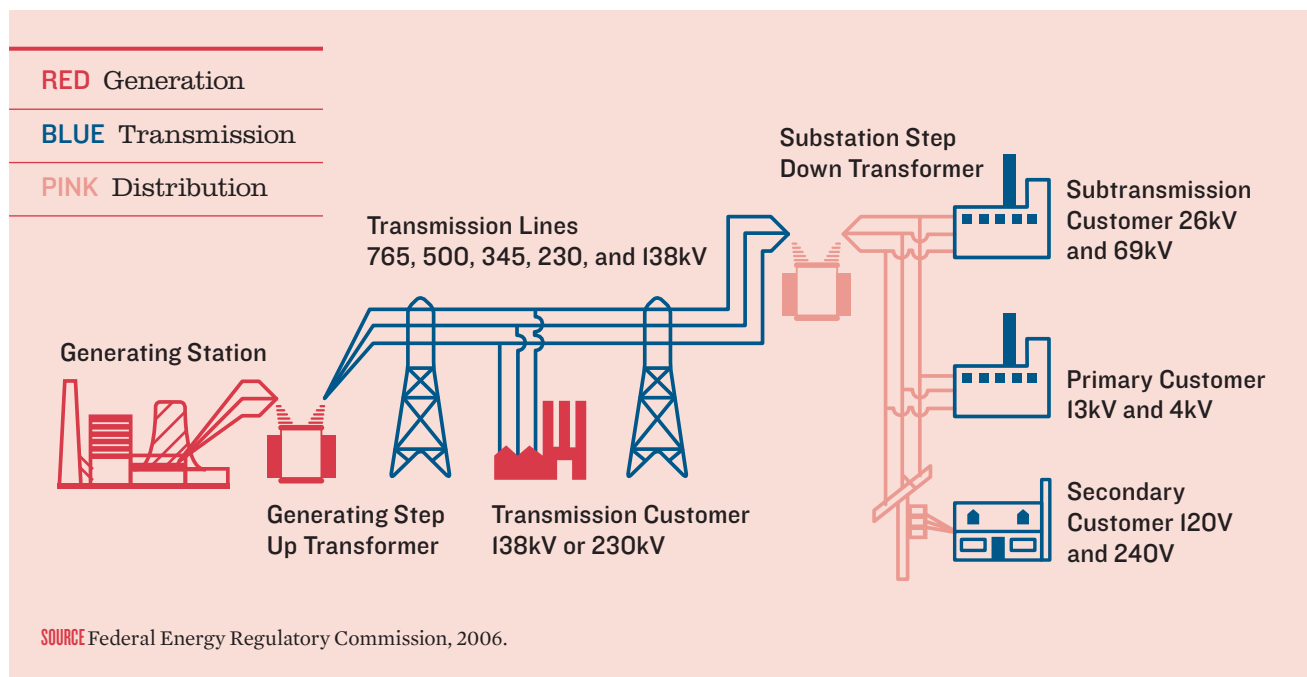 RED Generation
BLUE Transmission
PINK Distribution
Substation Step
Down Transformer
Subtransmission
Customer 26kV
and 69kV
Transmission Lines
765, 500, 345, 230, and 138kV
Generating Station
Primary Customer
13kV and 4kV
Generating Step
Up Transformer
Transmission Customer
138kV or 230kV
Secondary
Customer 120V
and 240V
SOURCE Federal Energy Regulatory Commission, 2006.